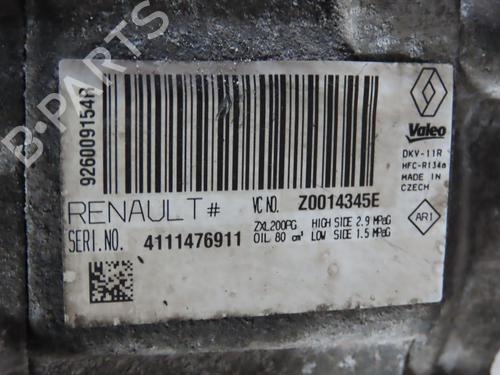 B-PARTS
926009154R
Valeo
DKV-11R
HFC-R134a
MADE IN
CZECH
RENAULT # VC NO. Z0014345E
SERI.NO. 4111476911
ZXL200PG HIGH SIDE 2.9 MPaG
OIL 80 cm³ LOW SIDE 1.5 MPaG
AR1